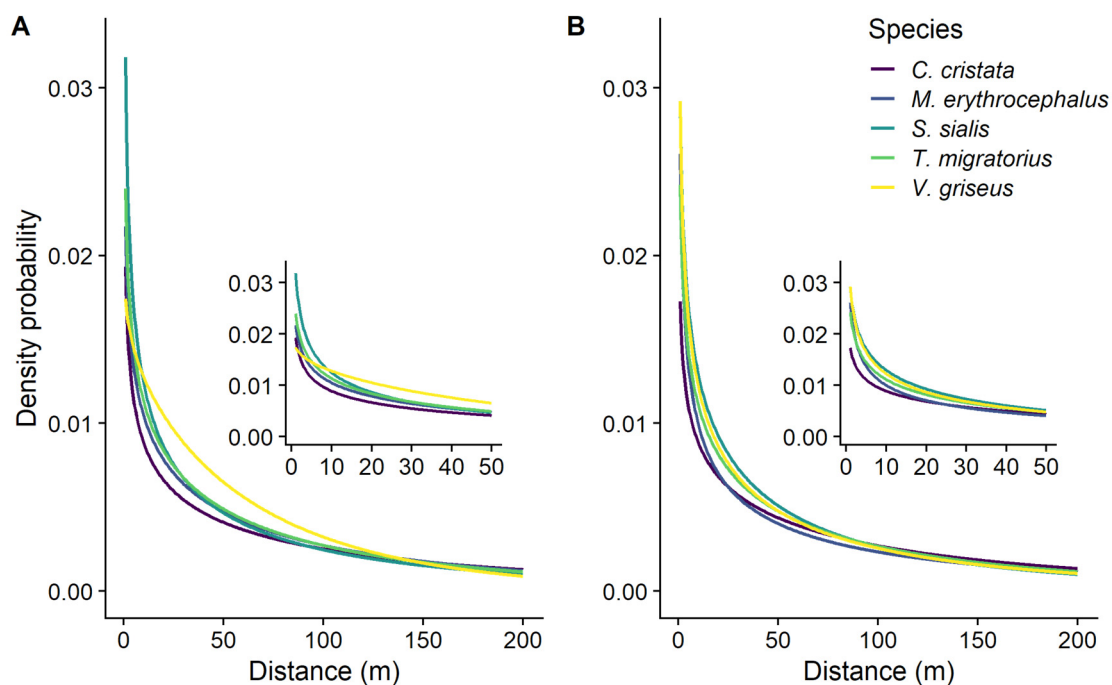 A
Density probability
0.03
0.02
0.01
0.00
0 50 100 150 200
Distance (m)
0.03
0.02
0.01
0.00
0 10 20 30 40 50
B
Species
C. cristata
M. erythrocephalus
S. sialis
T. migratorius
V. griseus
0.03
0.02
0.01
0.00
0 50 100 150 200
Distance (m)
0.03
0.02
0.01
0.00
0 10 20 30 40 50